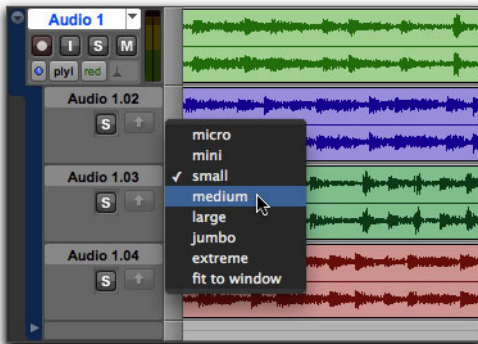 Audio 1
I S M
plyl red
Audio 1.02
S
micro
mini
✓ small
Audio 1.03
medium
S
large
jumbo
Audio 1.04
extreme
S
fit to window